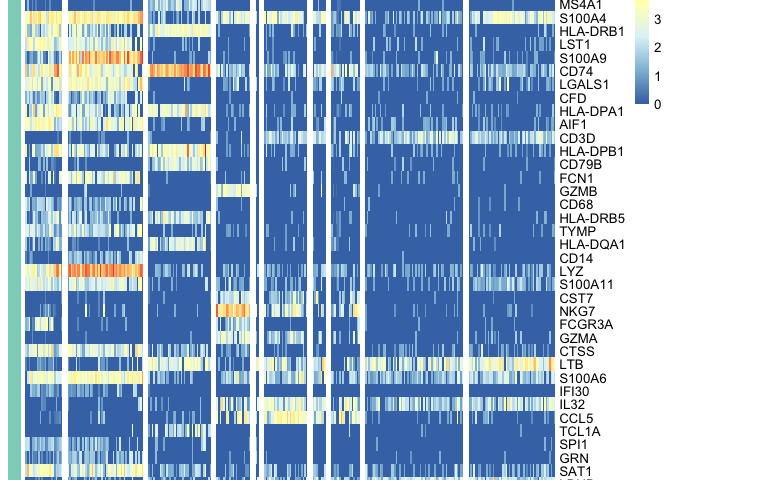 MS4A1
S100A4
HLA-DRB1
LST1
S100A9
CD74
LGALS1
CFD
HLA-DPA1
AIF1
CD3D
HLA-DPB1
CD79B
FCN1
GZMB
CD68
HLA-DRB5
TYMP
HLA-DQA1
CD14
LYZ
S100A11
CST7
NKG7
FCGR3A
GZMA
CTSS
LTB
S100A6
IFI30
IL32
CCL5
TCL1A
SPI1
GRN
SAT1
3
2
1
0